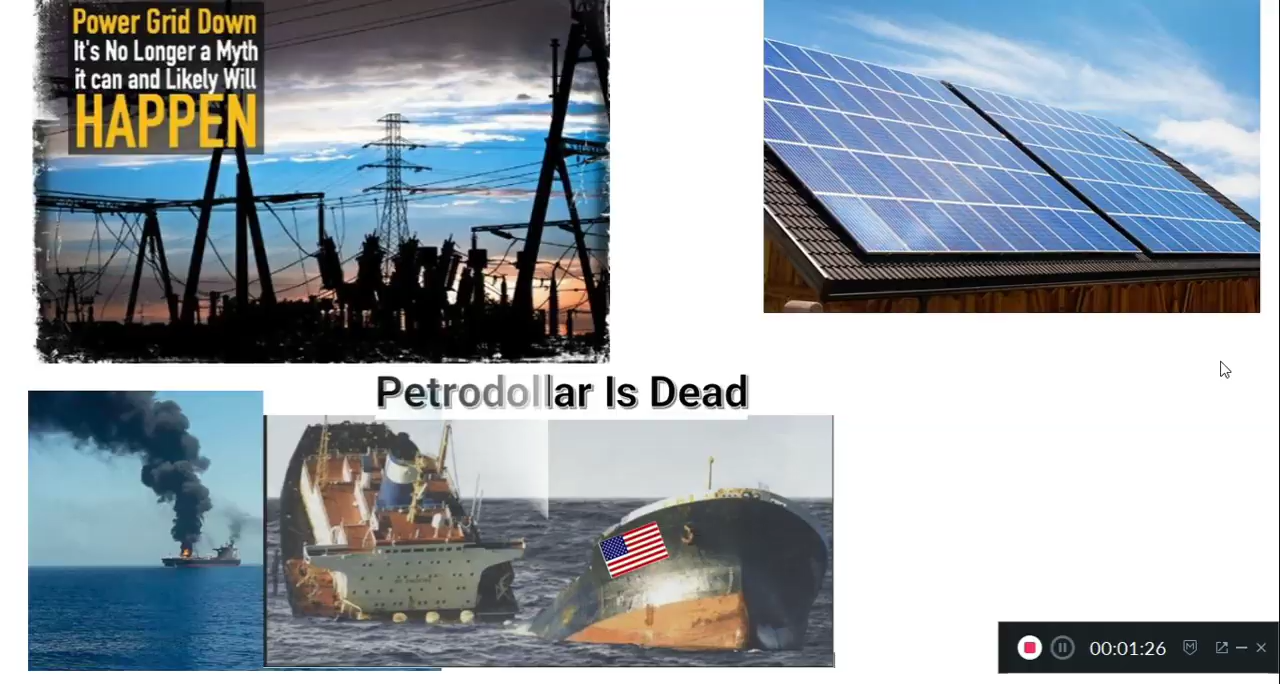 Power Grid Down
It's No Longer a Myth
it can and Likely Will
HAPPEN
Petrodollar Is Dead
00:01:26